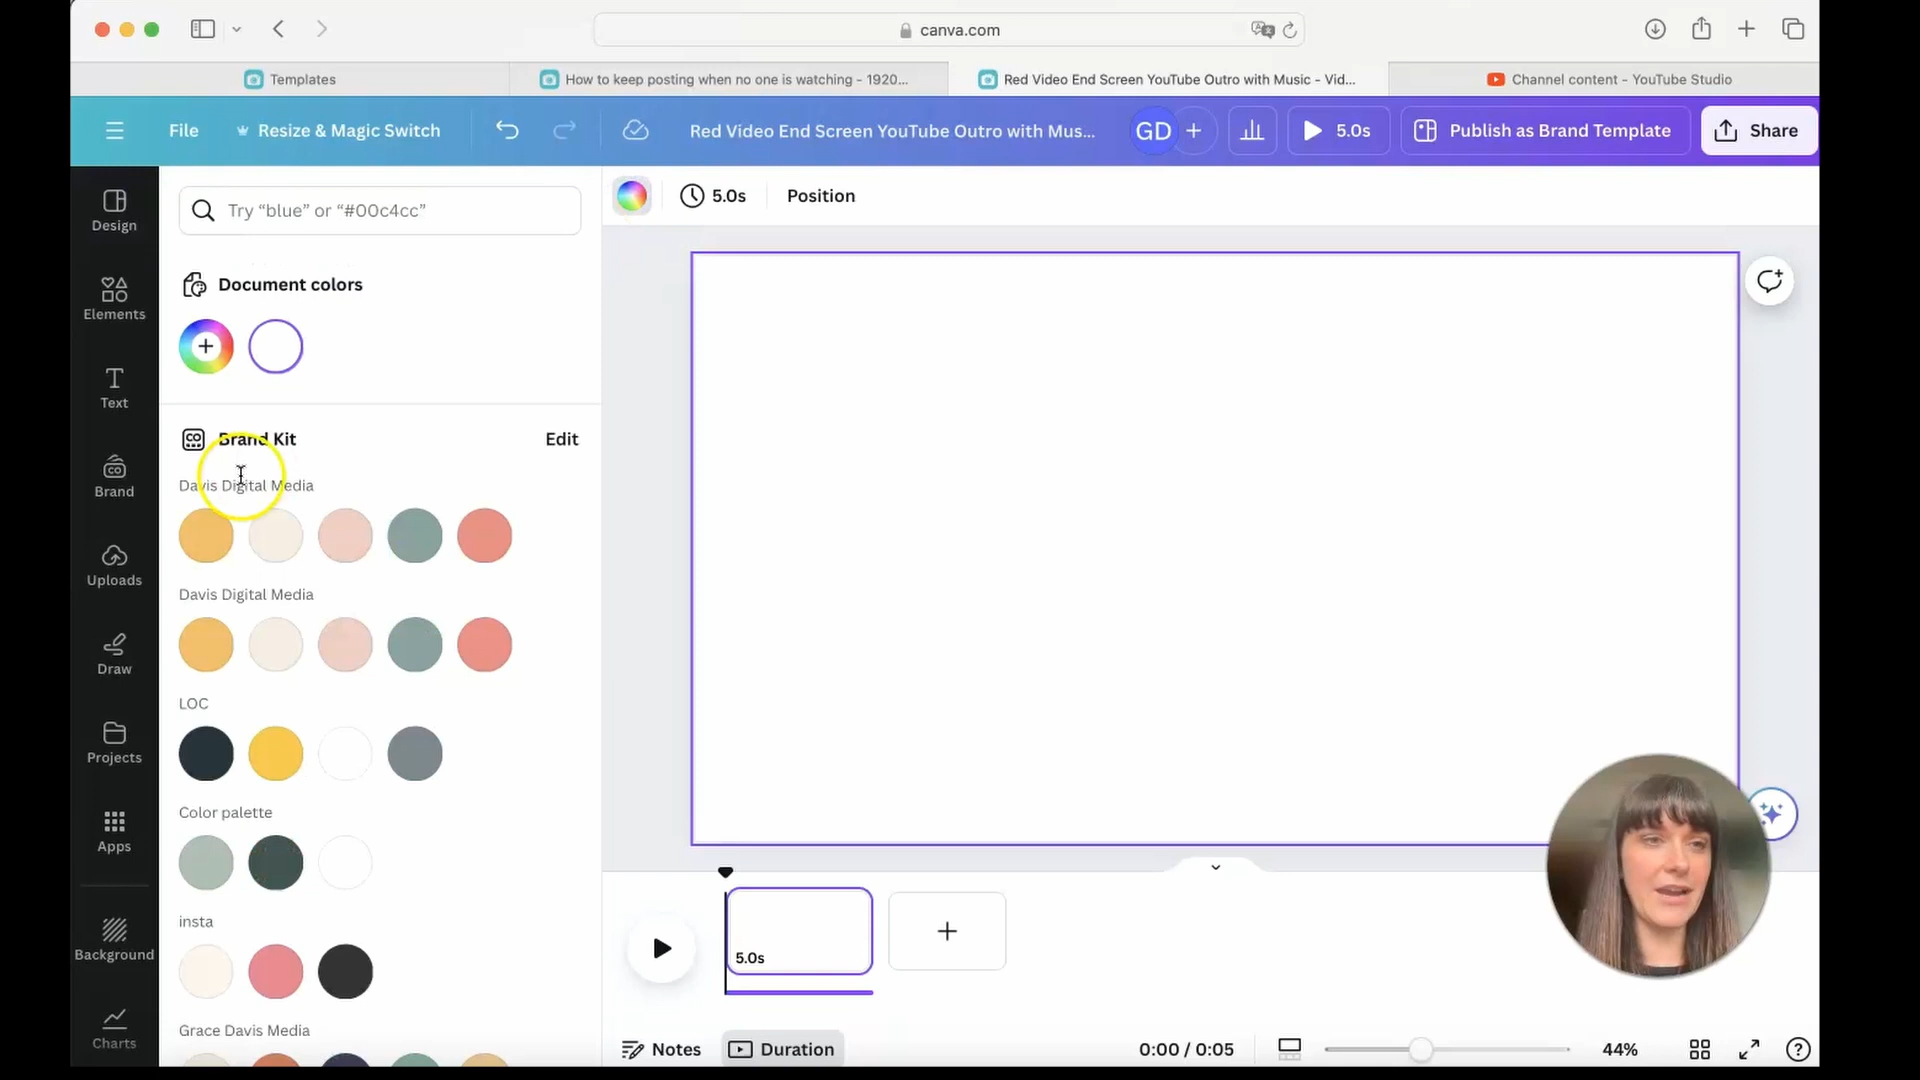 canva.com
Templates
How to keep posting when no one is watching - 1920...
Red Video End Screen YouTube Outro with Music - Vid...
Channel content - YouTube Studio
File
Resize & Magic Switch
Red Video End Screen YouTube Outro with Mus...
GD
5.0s
Publish as Brand Template
Share
Design
Elements
Text
Brand
Uploads
Draw
Projects
Apps
Background
Charts
Try “blue” or “#00c4cc”
Document colors
Brand Kit
Edit
Davis Digital Media
Davis Digital Media
LOC
Color palette
insta
Grace Davis Media
5.0s
Position
5.0s
Notes
Duration
0:00 / 0:05
44%